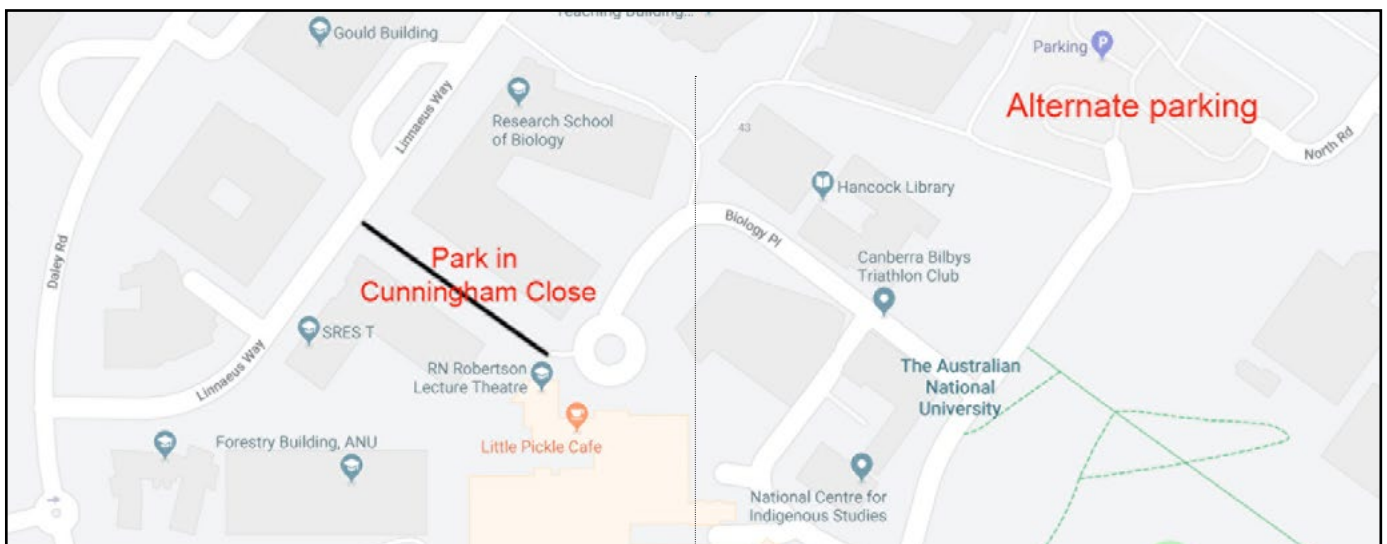 Teaching Building...
Gould Building
Parking
P
Alternate parking
Linnaeus Way
Research School
of Biology
43
North Rd
Hancock Library
Biology Pl
Daley Rd
Park in
Cunningham Close
Canberra Bilbys
Triathlon Club
SRES T
Linnaeus Way
RN Robertson
Lecture Theatre
The Australian
National
University
Forestry Building, ANU
Little Pickle Cafe
National Centre for
Indigenous Studies